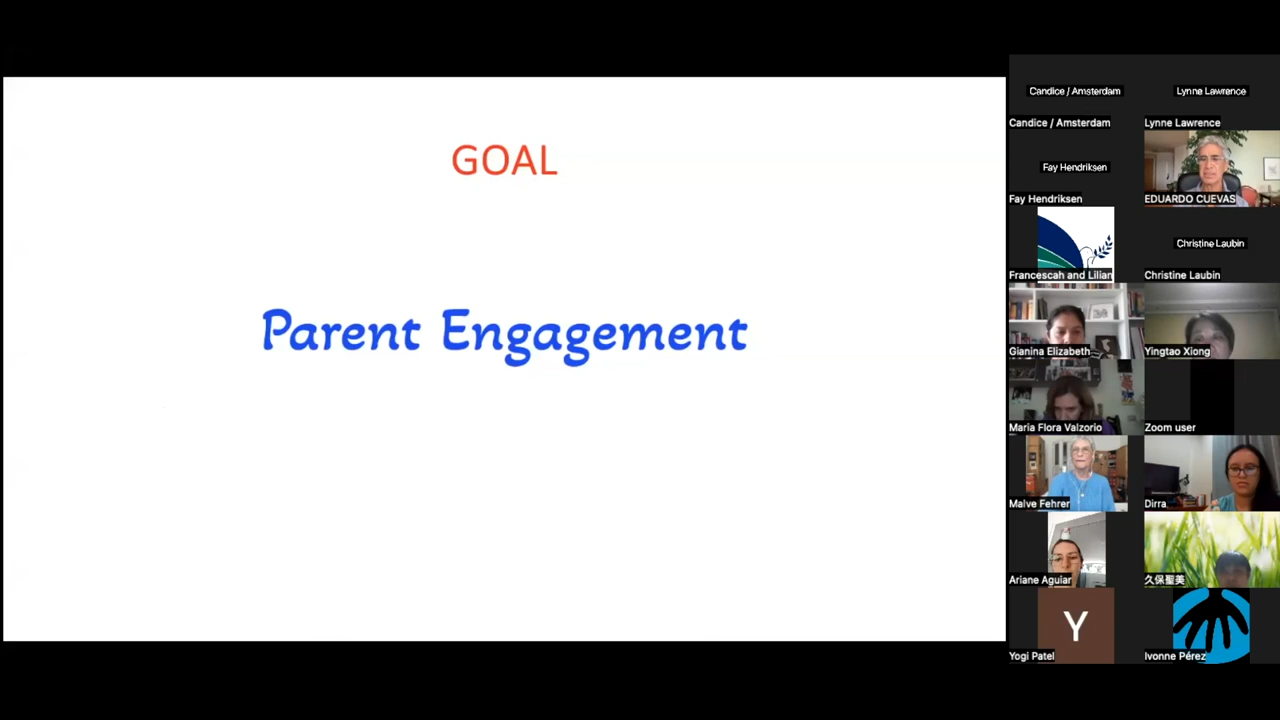 GOAL
Parent Engagement
Candice / Amsterdam
Lynne Lawrence
Candice / Amsterdam
Lynne Lawrence
Fay Hendriksen
Fay Hendriksen
EDUARDO CUEVAS
Christine Laubin
Francescah and Lilian
Christine Laubin
Gianina Elizabeth
Yingtao Xiong
Maria Flora Valzorio
Zoom user
Malve Fehrer
Dirra
Ariane Aguiar
久保聖美
Y
Yogi Patel
Ivonne Pérez